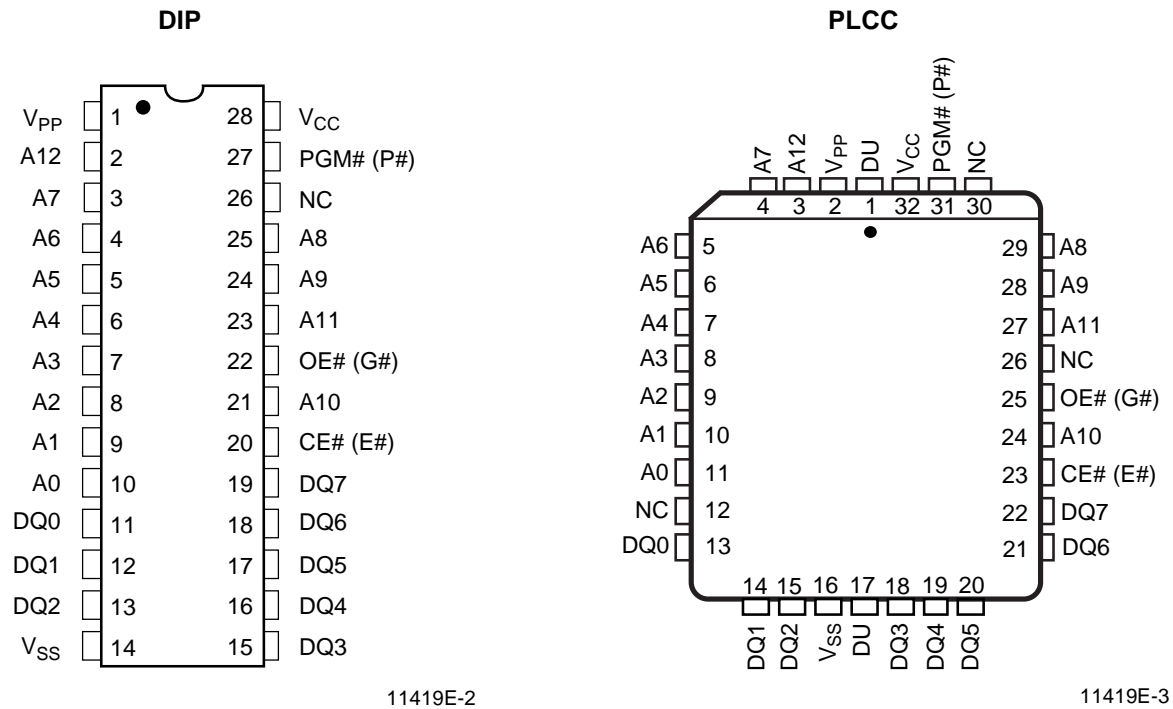 DIP
VPP 1 28 VCC
A12 2 27 PGM# (P#)
A7 3 26 NC
A6 4 25 A8
A5 5 24 A9
A4 6 23 A11
A3 7 22 OE# (G#)
A2 8 21 A10
A1 9 20 CE# (E#)
A0 10 19 DQ7
DQ0 11 18 DQ6
DQ1 12 17 DQ5
DQ2 13 16 DQ4
VSS 14 15 DQ3
11419E-2
PLCC
A7 A12 VPP DU VCC PGM# (P#) NC
4 3 2 1 32 31 30
A6 5 29 A8
A5 6 28 A9
A4 7 27 A11
A3 8 26 NC
A2 9 25 OE# (G#)
A1 10 24 A10
A0 11 23 CE# (E#)
NC 12 22 DQ7
DQ0 13 21 DQ6
14 15 16 17 18 19 20
DQ1 DQ2 VSS DU DQ3 DQ4 DQ5
11419E-3